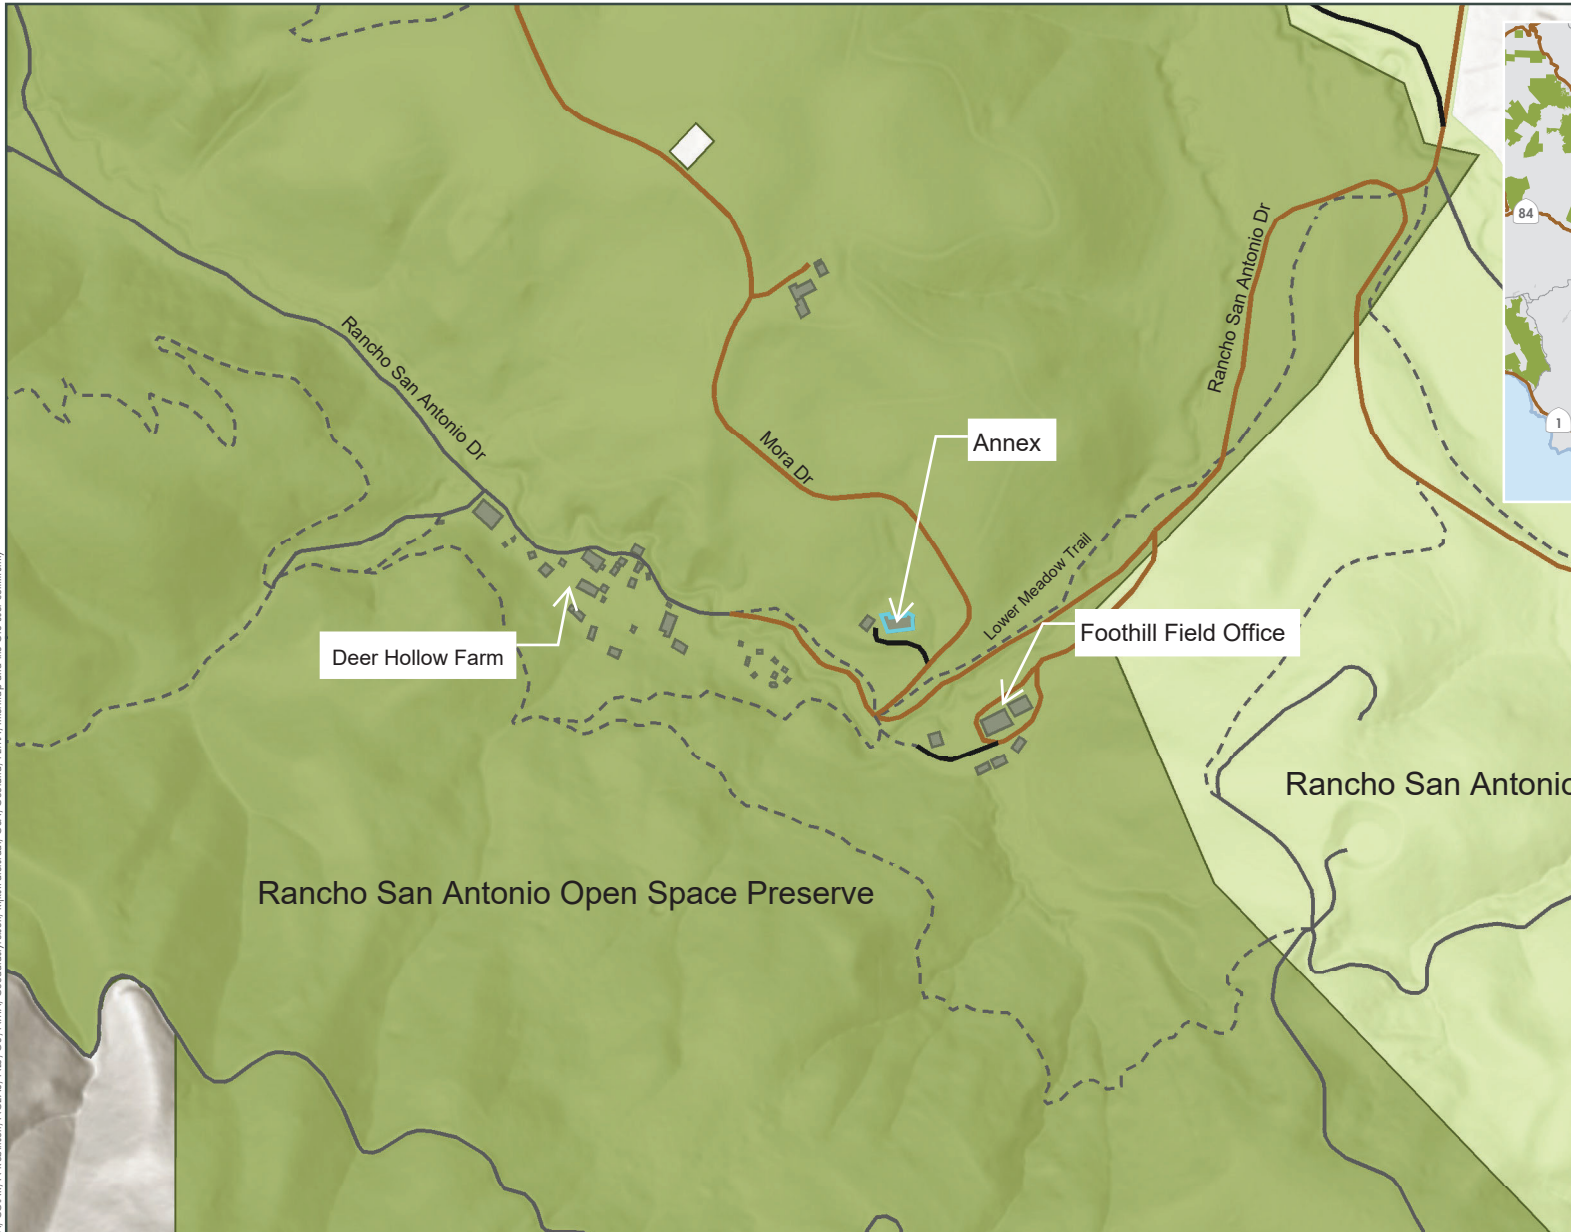 84
1
Rancho San Antonio Dr
Rancho San Antonio Dr
Mora Dr
Annex
Lower Meadow Trail
Foothill Field Office
Deer Hollow Farm
Rancho San Antonio
Rancho San Antonio Open Space Preserve